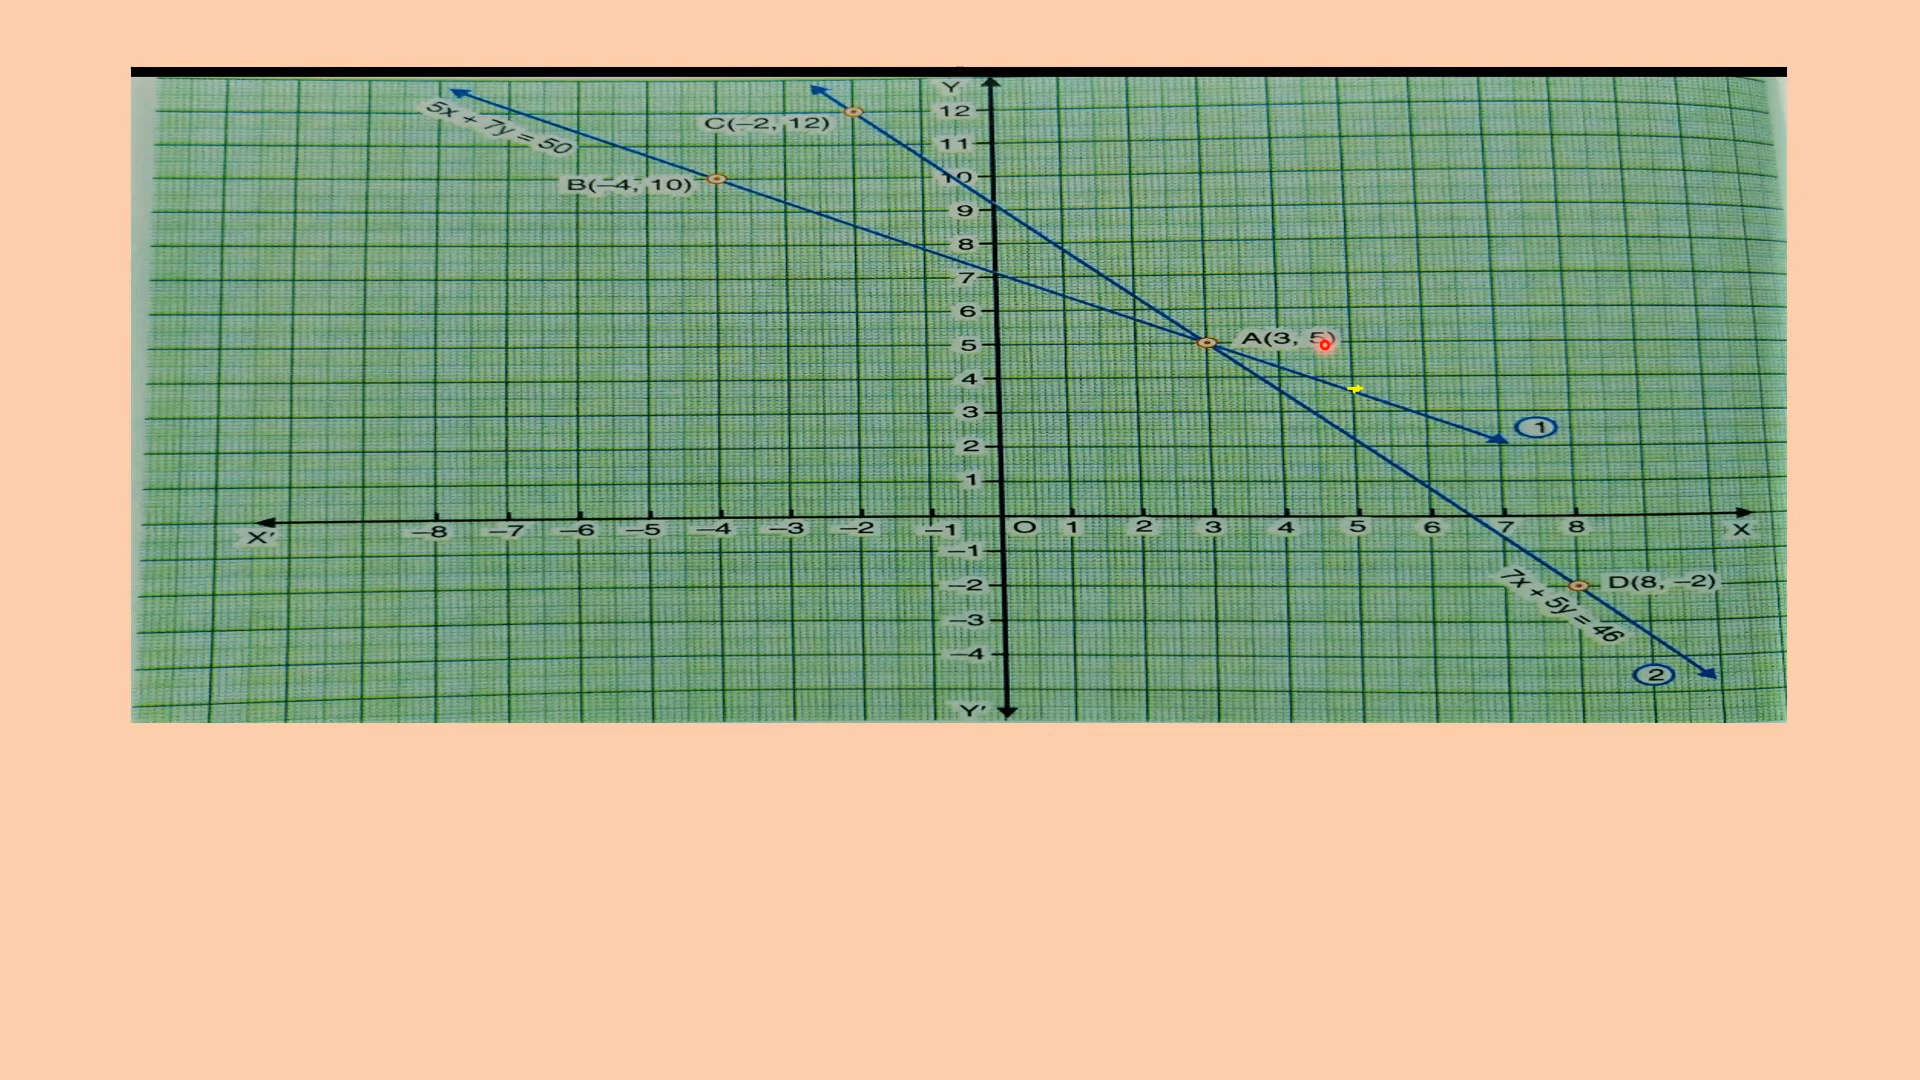 Y
12
5x + 7y = 50
C(–2, 12)
11
B(–4, 10)
10
9
8
7
6
5
A(3, 5)
4
3
1
2
1
X′
–8 –7 –6 –5 –4 –3 –2 –1 O 1 2 3 4 5 6 7 8
X
–1
–2
D(8, –2)
7x + 5y = 46
–3
–4
2
Y′